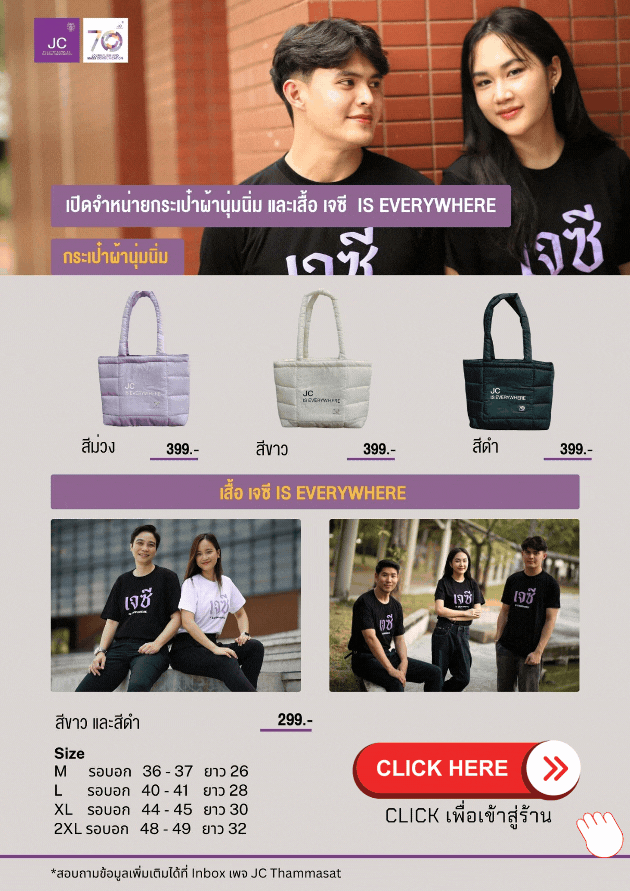 JC
70
เปิดจำหน่ายกระเป๋าผ้านุ่มนิ่ม และเสื้อ เจซี IS EVERYWHERE
เจซี
เจซี
กระเป๋าผ้านุ่มนิ่ม
JC
IS EVERYWHERE
JC
IS EVERYWHERE
JC
IS EVERYWHERE
สีม่วง 399.-
สีขาว 399.-
สีดำ 399.-
เสื้อ เจซี IS EVERYWHERE
เจซี
เจซี
เจซี
เจซี
เจซี
สีขาว และสีดำ 299.-
Size
M รอบอก 36 - 37 ยาว 26
L รอบอก 40 - 41 ยาว 28
XL รอบอก 44 - 45 ยาว 30
2XL รอบอก 48 - 49 ยาว 32
CLICK HERE
CLICK เพื่อเข้าสู่ร้าน
*สอบถามข้อมูลเพิ่มเติมได้ที่ Inbox เพจ JC Thammasat